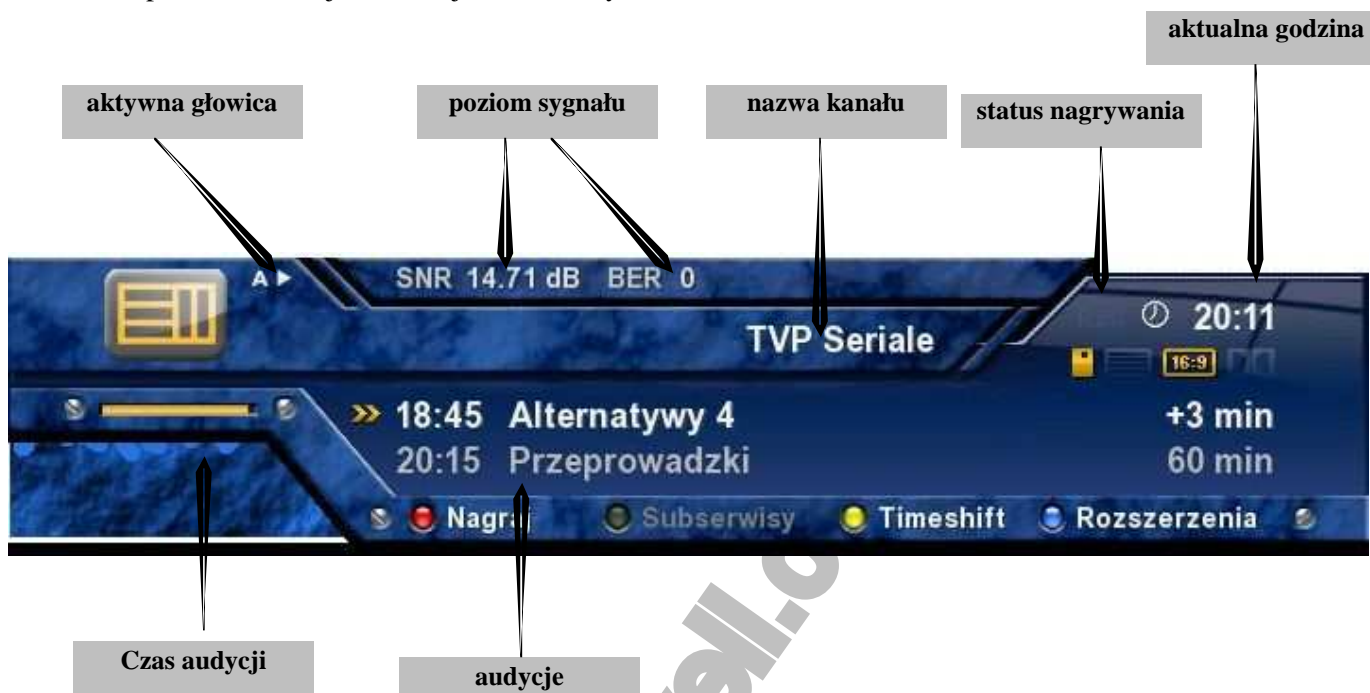 aktualna godzina
aktywna głowica
poziom sygnału
nazwa kanału
status nagrywania
A
SNR 14.71 dB BER 0
20:11
TVP Seriale
16:9
18:45 Alternatywy 4 +3 min
20:15 Przeprowadzki 60 min
Subserwisy Timeshift Rozszerzenia
Czas audycji
audycje